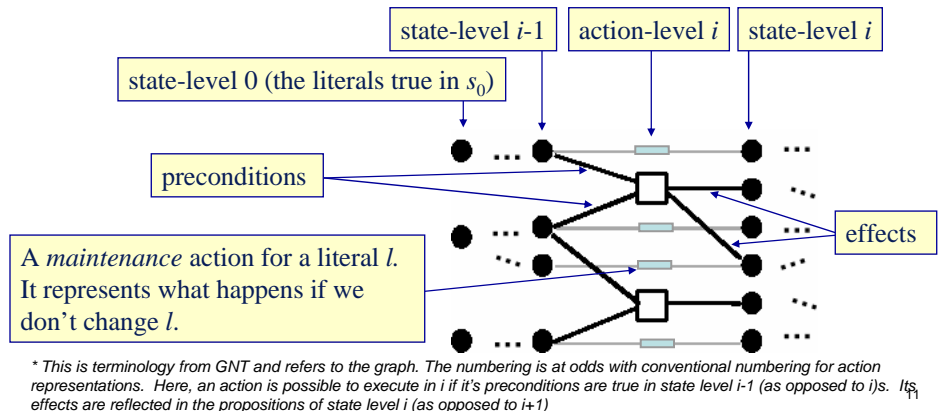 state-level i-1
action-level i
state-level i
state-level 0 (the literals true in s0)
preconditions
effects
A maintenance action for a literal l.
It represents what happens if we
don't change l.
* This is terminology from GNT and refers to the graph. The numbering is at odds with conventional numbering for action
representations. Here, an action is possible to execute in i if it's preconditions are true in state level i-1 (as opposed to i)s. Its
effects are reflected in the propositions of state level i (as opposed to i+1)
11